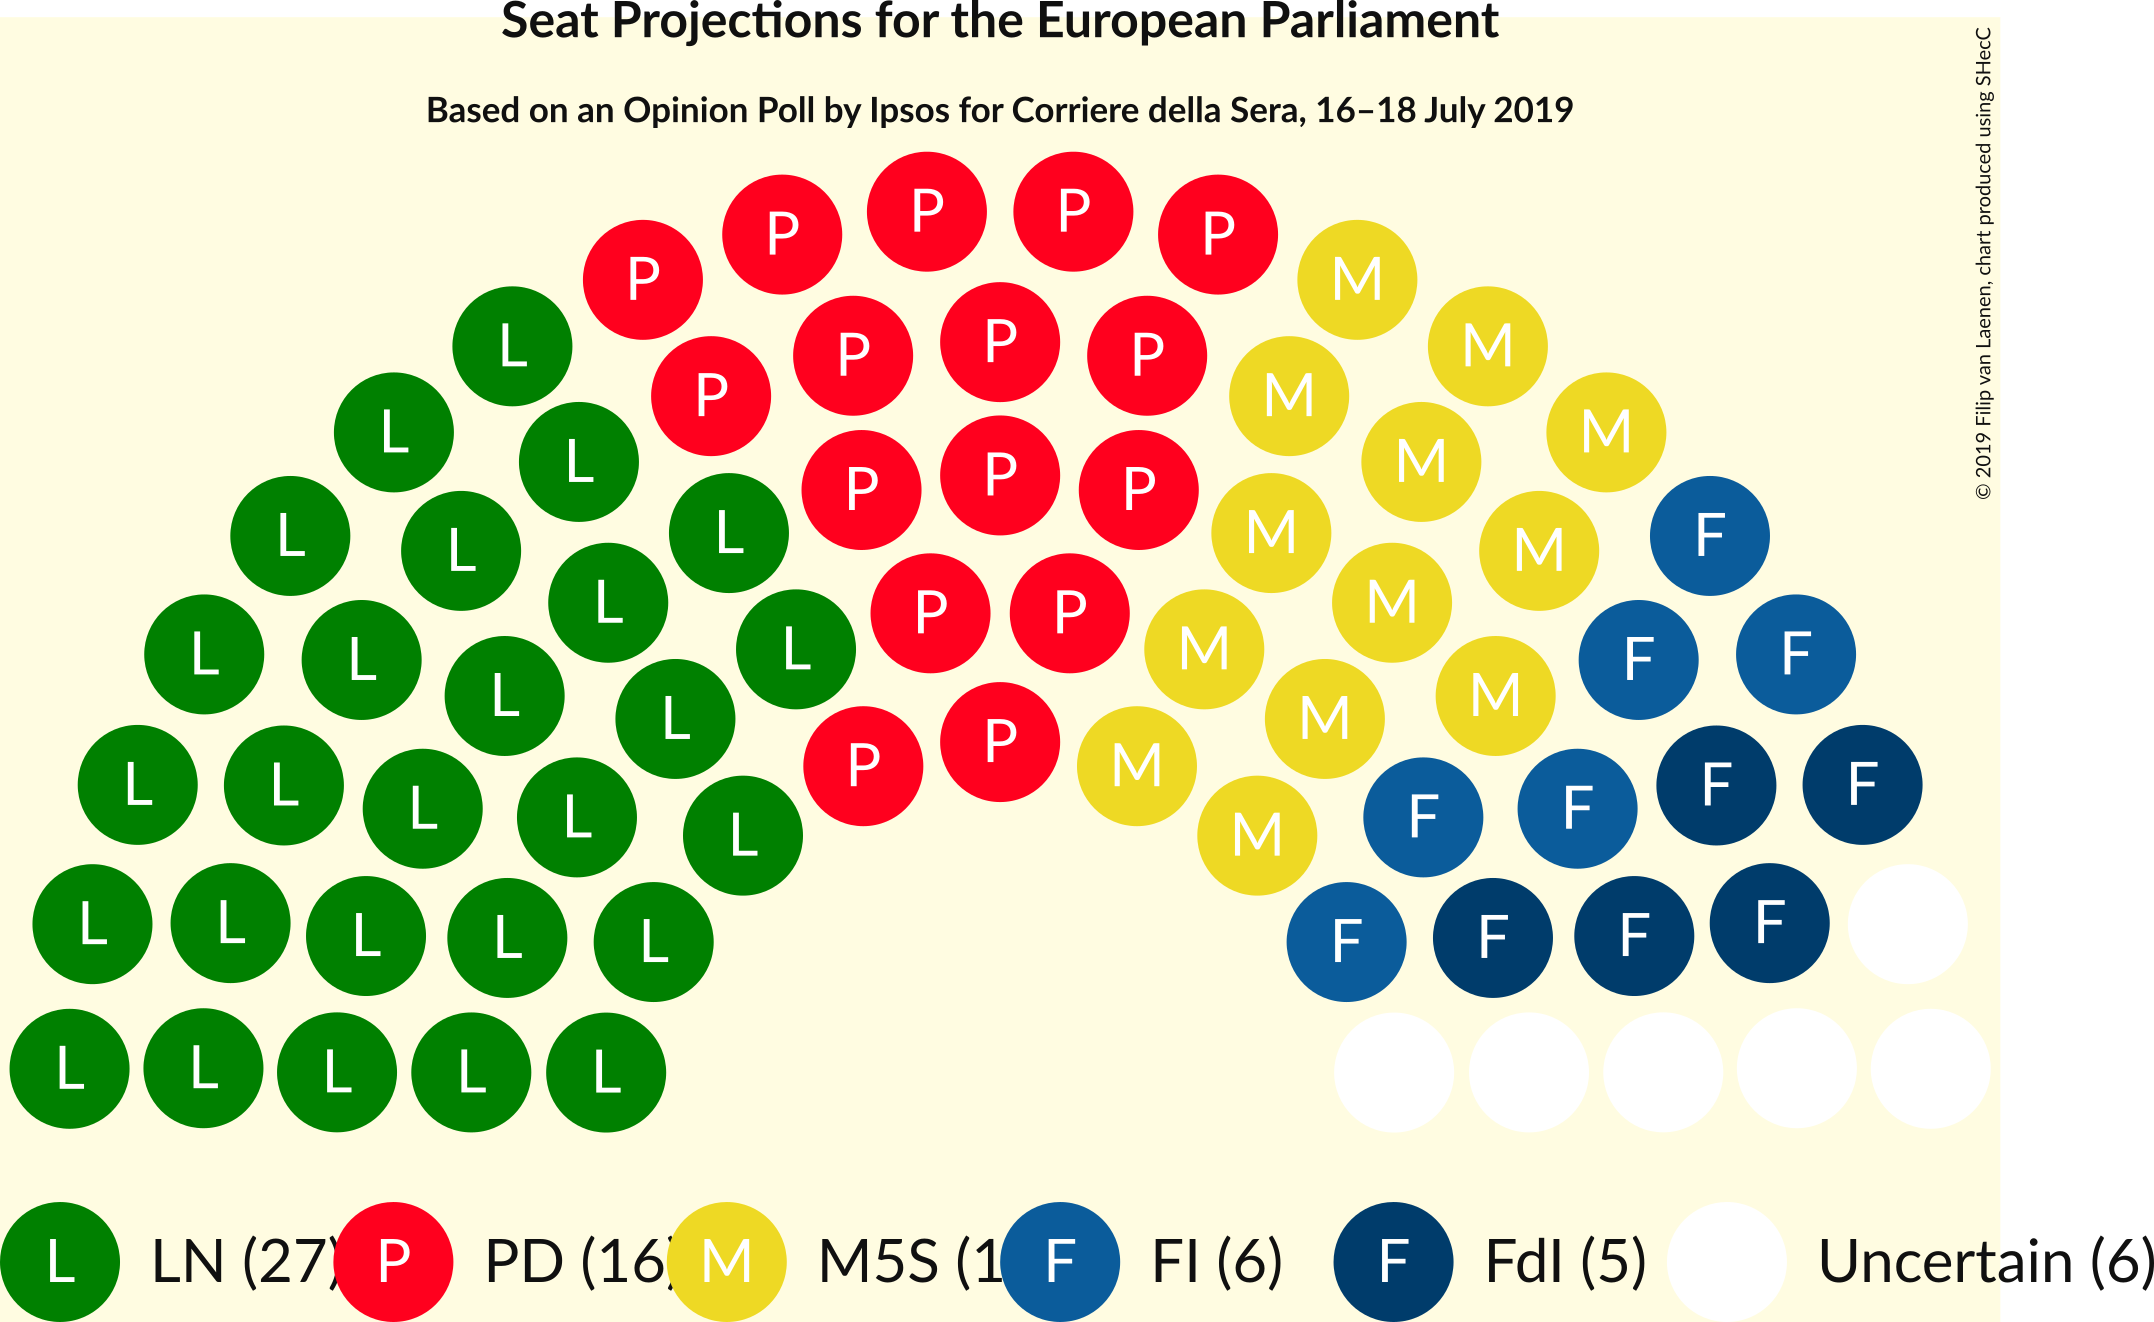 Seat Projections for the European Parliament
Based on an Opinion Poll by Ipsos for Corriere della Sera, 16–18 July 2019
© 2019 Filip van Laenen, chart produced using SHecC
P P P P
P M
L P P P M
P M
L M
L P P P M
L L L M M F
L P P M
L L L M F F
L L M M
L L P P M F F
L L L M F F
L L L L L F F F F
L L L L L
L LN (27) P PD (16) M M5S (1 F FI (6) F FdI (5) Uncertain (6)